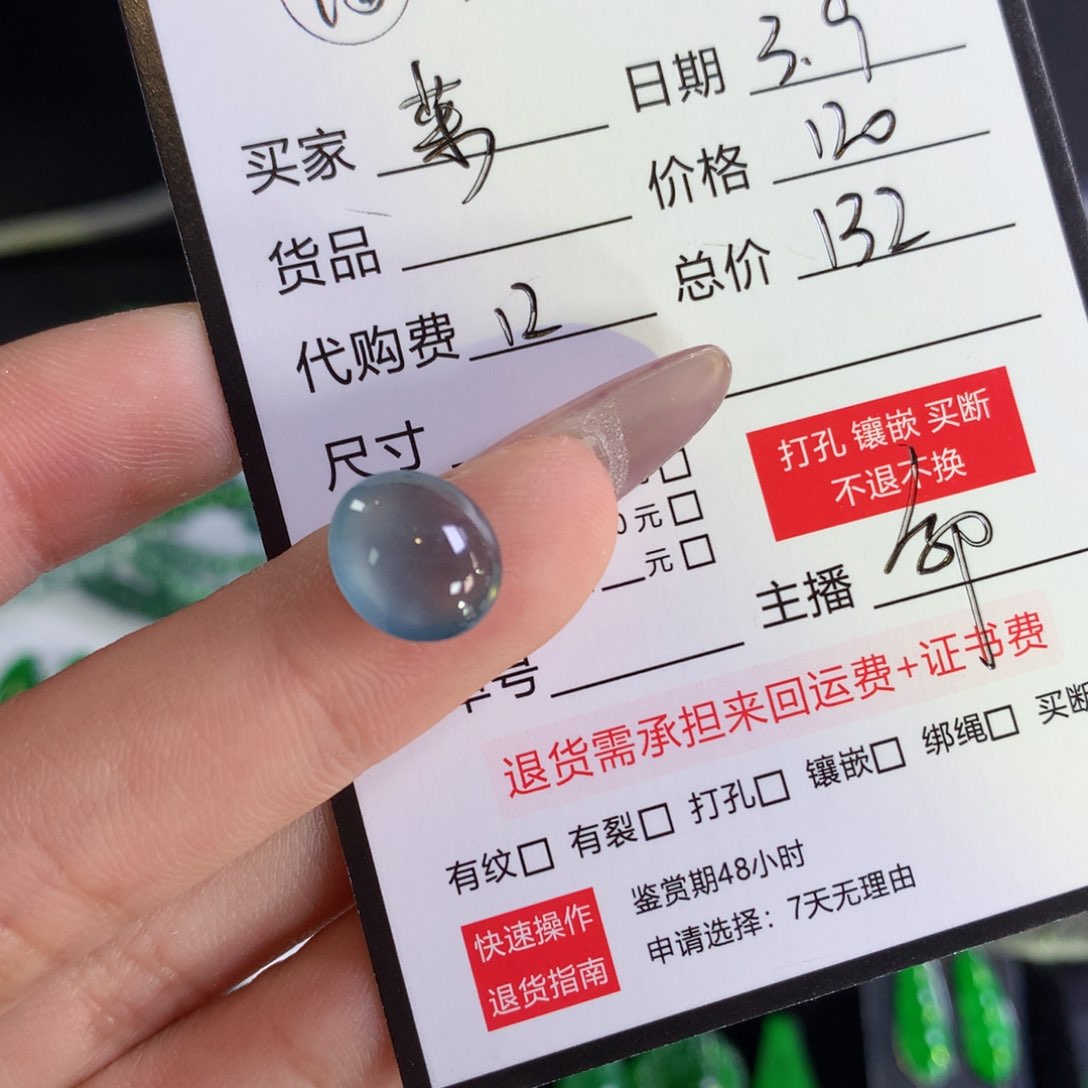 买家 日期 3.9
货品 价格 120
代购费 12 总价 132
尺寸
打孔 镶嵌 买断
不退不换
元
元
主播
号
退货需承担来回运费+证书费
有纹 有裂 打孔 镶嵌 绑绳 买断
快速操作
退货指南
鉴赏期48小时
申请选择：7天无理由